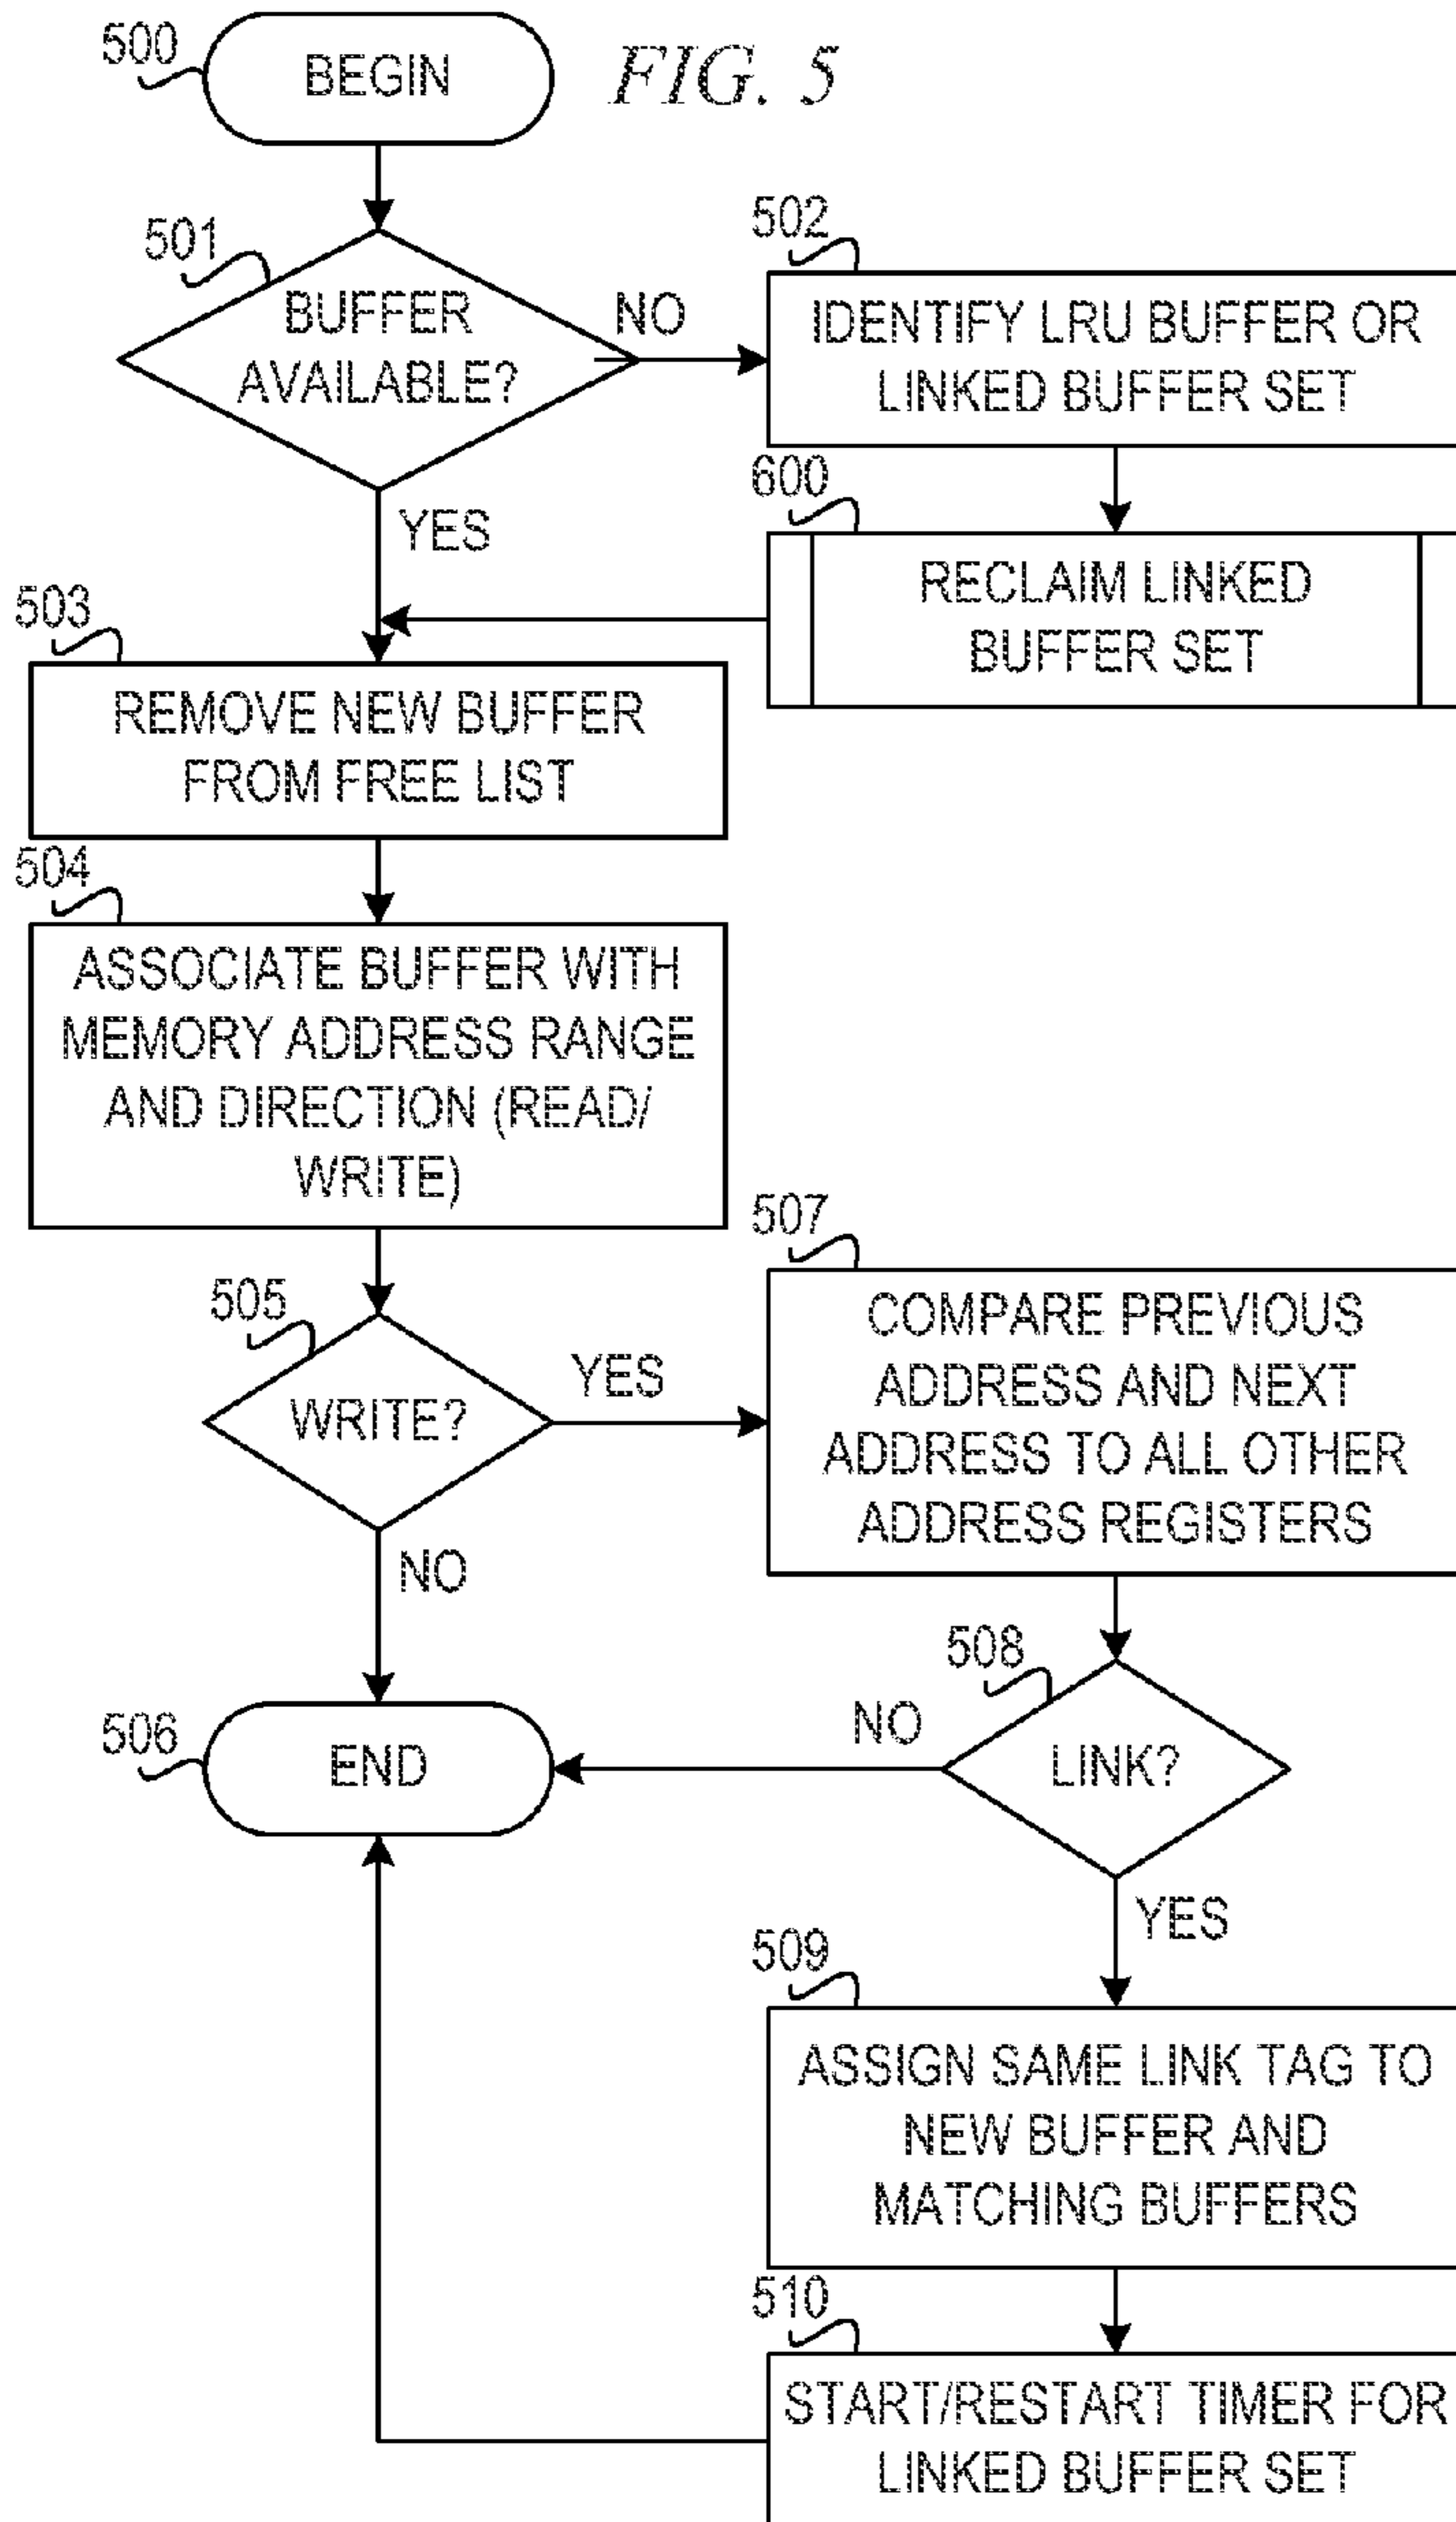 500
BEGIN
FIG. 5
501
BUFFER
AVAILABLE?
NO
502
IDENTIFY LRU BUFFER OR
LINKED BUFFER SET
YES
600
RECLAIM LINKED
BUFFER SET
503
REMOVE NEW BUFFER
FROM FREE LIST
504
ASSOCIATE BUFFER WITH
MEMORY ADDRESS RANGE
AND DIRECTION (READ/
WRITE)
505
WRITE?
YES
NO
507
COMPARE PREVIOUS
ADDRESS AND NEXT
ADDRESS TO ALL OTHER
ADDRESS REGISTERS
506
END
508
LINK?
NO
YES
509
ASSIGN SAME LINK TAG TO
NEW BUFFER AND
MATCHING BUFFERS
510
START/RESTART TIMER FOR
LINKED BUFFER SET